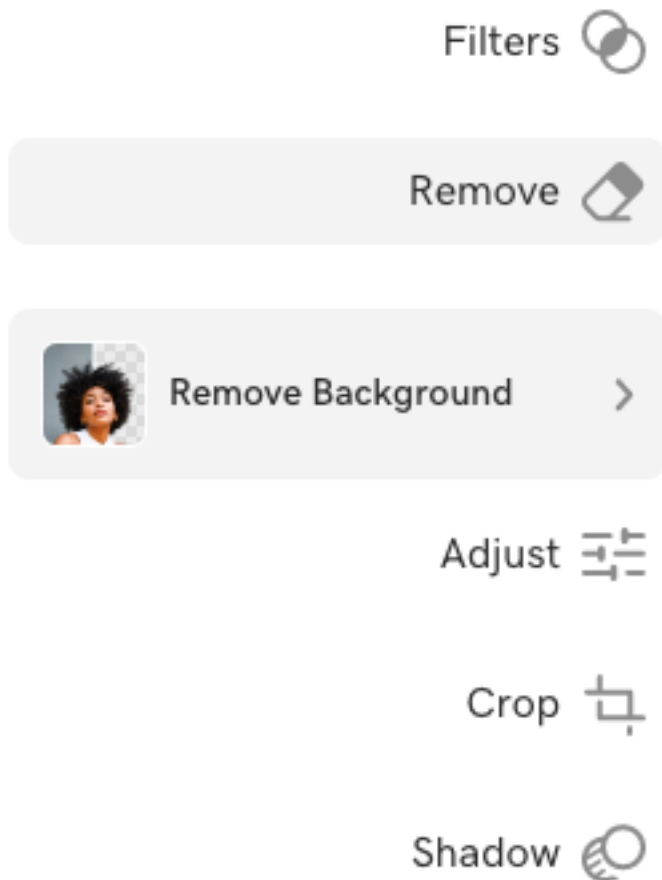 Filters
Remove
Remove Background
Adjust
Crop
Shadow